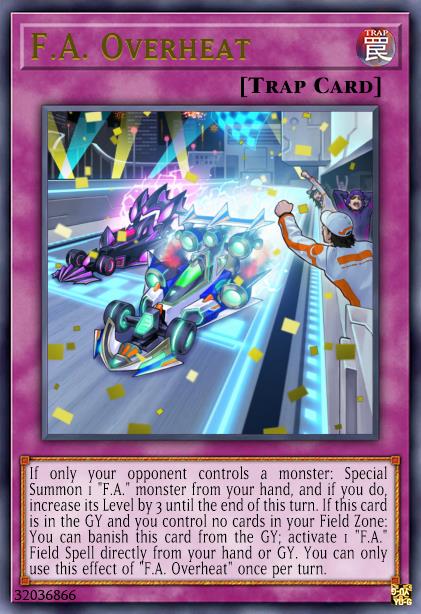 F.A. Overheat
TRAP
罠
[Trap Card]
If only your opponent controls a monster: Special
Summon 1 "F.A." monster from your hand, and if you do,
increase its Level by 3 until the end of this turn. If this card
is in the GY and you control no cards in your Field Zone:
You can banish this card from the GY; activate 1 "F.A."
Field Spell directly from your hand or GY. You can only
use this effect of "F.A. Overheat" once per turn.
32036866